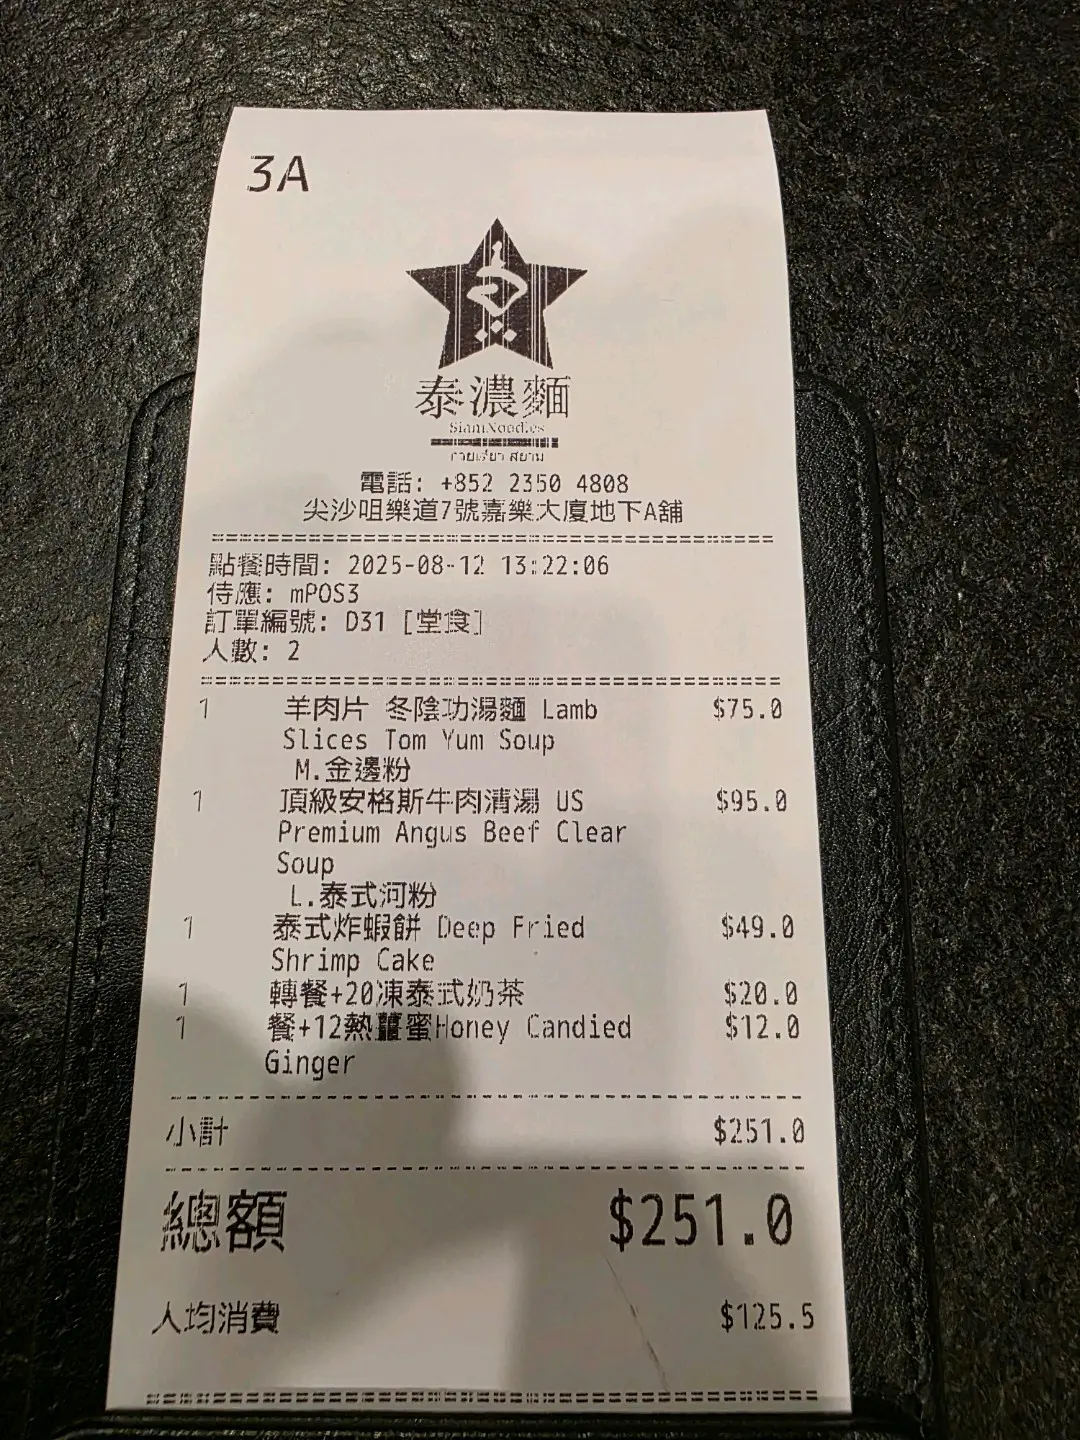 3A
泰濃麵
SiamNoodles
電話: +852 2350 4808
尖沙咀樂道7號嘉樂大廈地下A舖
點餐時間: 2025-08-12 13:22:06
侍應: mPOS3
訂單編號: D31 [堂食]
人數: 2
1 羊肉片 冬陰功湯麵 Lamb $75.0
Slices Tom Yum Soup
M.金邊粉
1 頂級安格斯牛肉清湯 US $95.0
Premium Angus Beef Clear
Soup
L.泰式河粉
1 泰式炸蝦餅 Deep Fried $49.0
Shrimp Cake
1 轉餐+20凍泰式奶茶 $20.0
1 餐+12熱薑蜜Honey Candied $12.0
Ginger
小計 $251.0
總額 $251.0
人均消費 $125.5